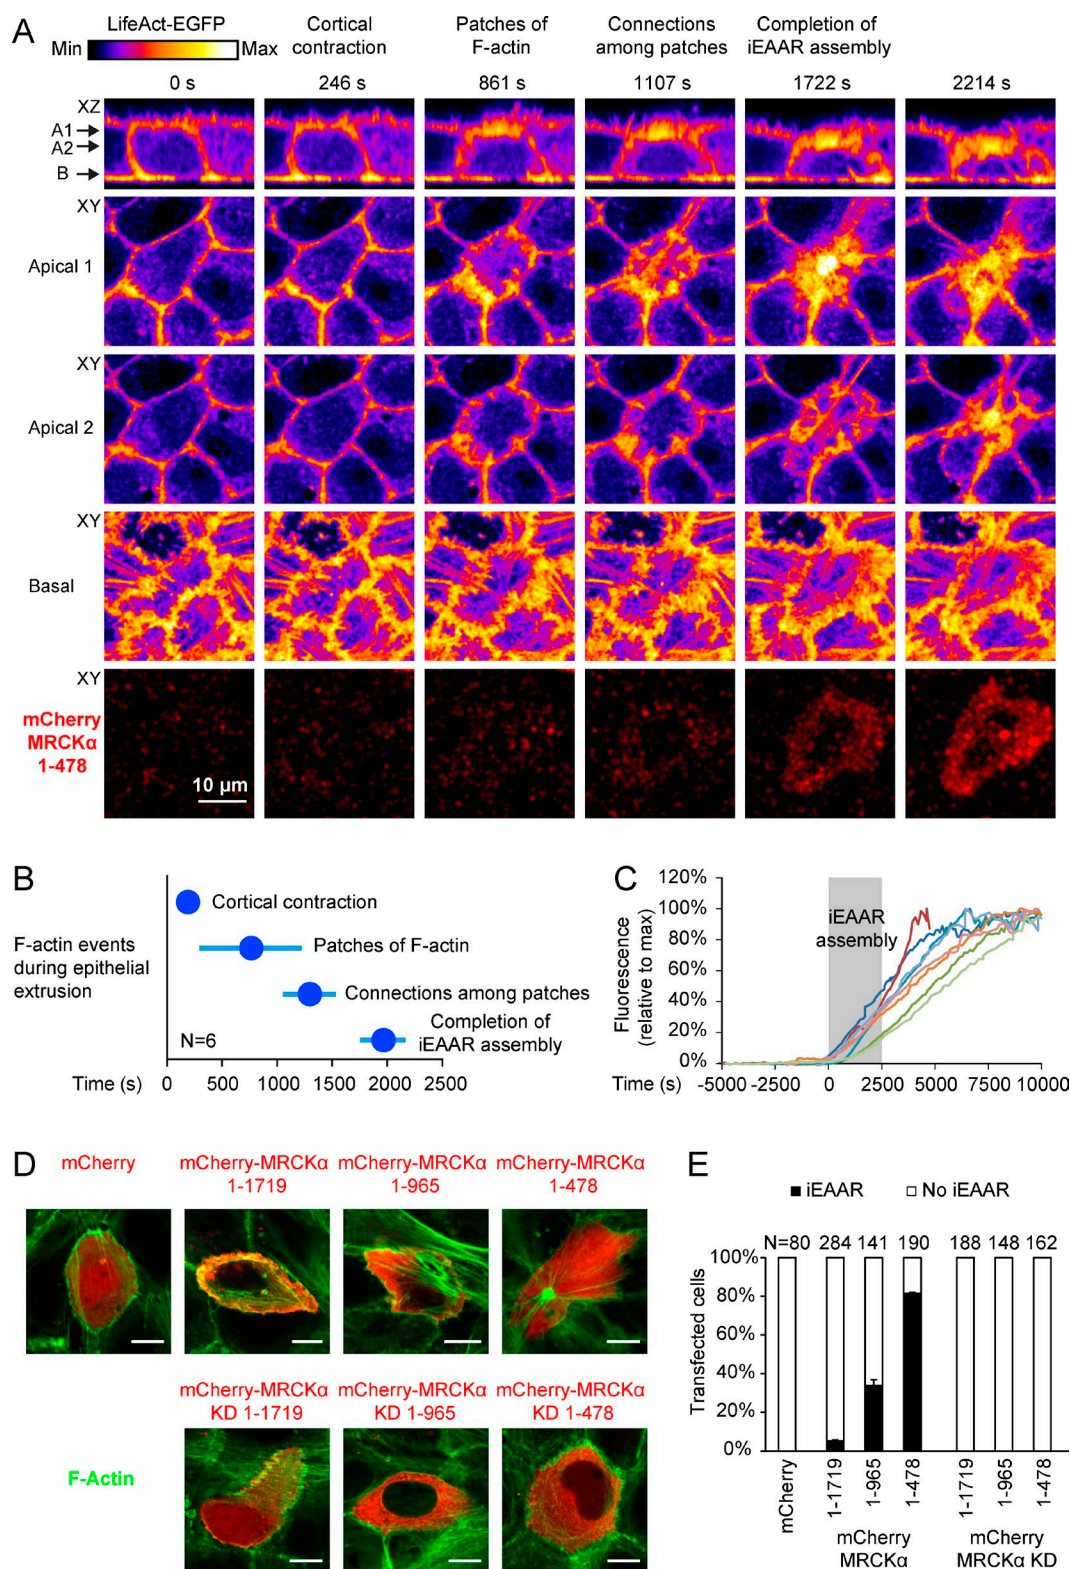 A
LifeAct-EGFP
Min Max
Cortical
contraction
Patches of
F-actin
Connections
among patches
Completion of
iEAAR assembly
0 s 246 s 861 s 1107 s 1722 s 2214 s
XZ
A1
A2
B
XY
Apical 1
XY
Apical 2
XY
Basal
XY
mCherry
MRCKα
1-478
10 µm
B
F-actin events
during epithelial
extrusion
Cortical contraction
Patches of F-actin
Connections among patches
Completion of
iEAAR assembly
N=6
Time (s) 0 500 1000 1500 2000 2500
C
Fluorescence
(relative to max)
120%
100%
80%
60%
40%
20%
0%
iEAAR
assembly
Time (s) -5000 -2500 0 2500 5000 7500 10000
D
mCherry
mCherry-MRCKα
1-1719
mCherry-MRCKα
1-965
mCherry-MRCKα
1-478
mCherry-MRCKα
KD 1-1719
mCherry-MRCKα
KD 1-965
mCherry-MRCKα
KD 1-478
F-Actin
E
iEAAR No iEAAR
N=80 284 141 190 188 148 162
Transfected cells
100%
80%
60%
40%
20%
0%
mCherry
1-1719
1-965
1-478
1-1719
1-965
1-478
mCherry
MRCKα
mCherry
MRCKα KD